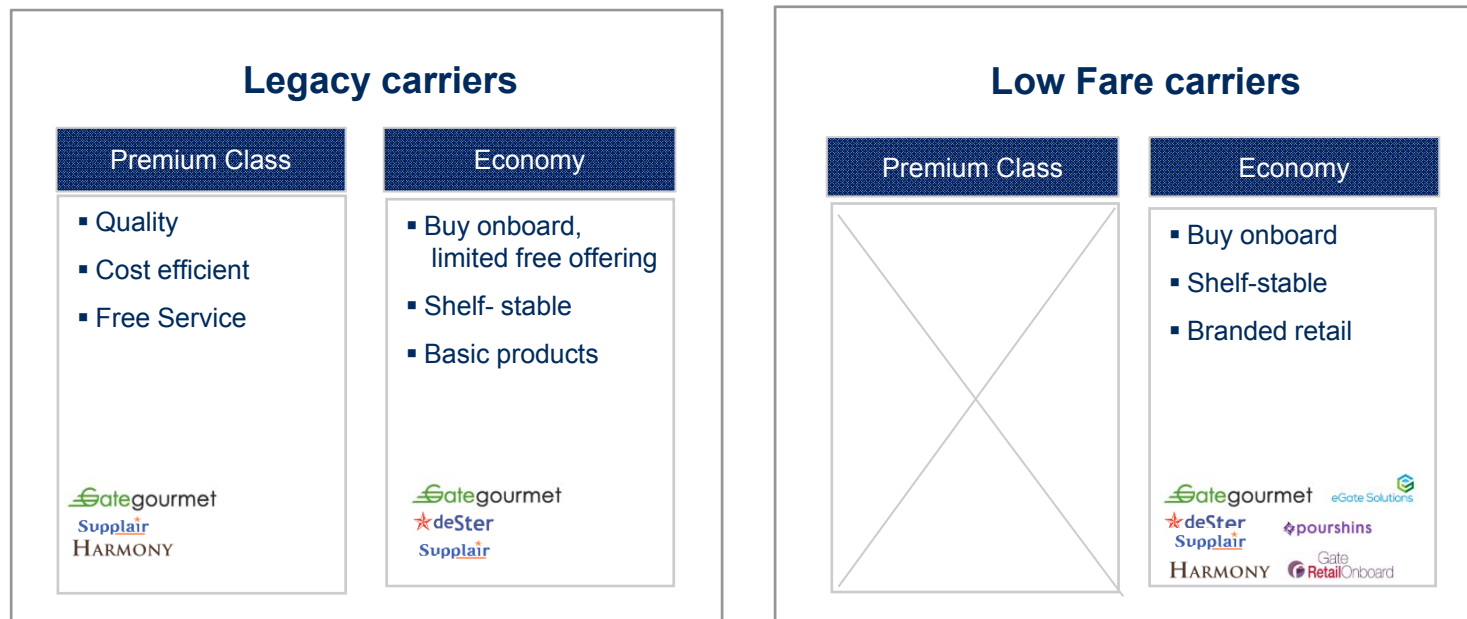 Legacy carriers
Premium Class
▪ Quality
▪ Cost efficient
▪ Free Service
Gategourmet
Supplair
HARMONY
Economy
▪ Buy onboard,
limited free offering
▪ Shelf- stable
▪ Basic products
Gategourmet
deSter
Supplair
Low Fare carriers
Premium Class
Economy
▪ Buy onboard
▪ Shelf-stable
▪ Branded retail
Gategourmet eGate Solutions
deSter
Supplair
pourshins
HARMONY
Gate
RetailOnboard